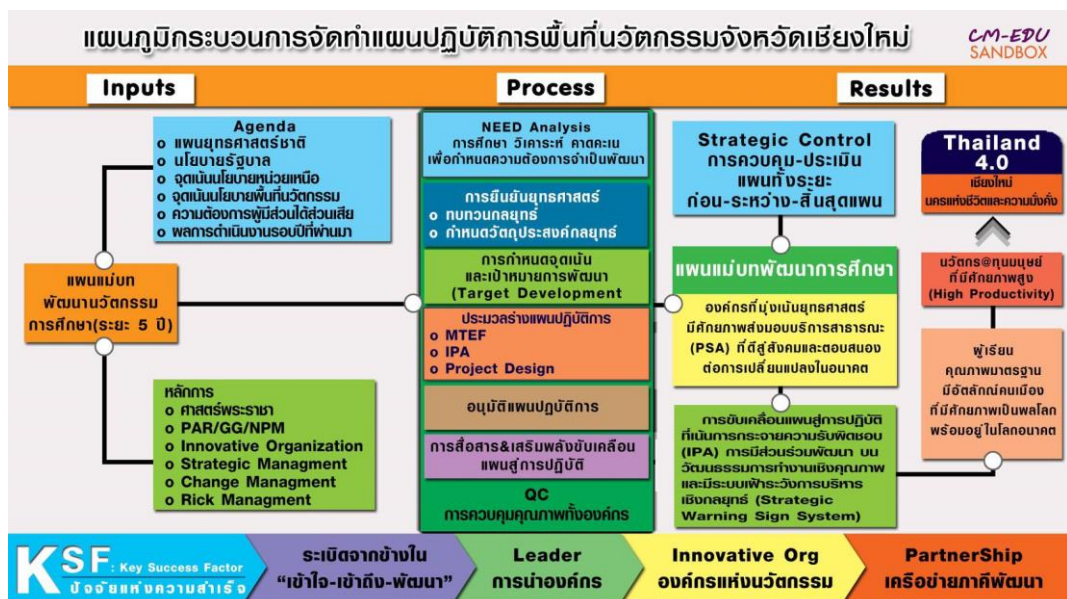 แผนภูมิกระบวนการจัดทำแผนปฏิบัติการพื้นที่นวัตกรรมจังหวัดเชียงใหม่
CM-EDU
SANDBOX
Inputs
Process
Results
Agenda
o แผนยุทธศาสตร์ชาติ
o นโยบายรัฐบาล
o จุดเน้นนโยบายหน่วยเหนือ
o จุดเน้นนโยบายพื้นที่นวัตกรรม
o ความต้องการผู้มีส่วนได้ส่วนเสีย
o ผลการดำเนินงานรอบปีที่ผ่านมา
แผนแม่บท
พัฒนานวัตกรรม
การศึกษา(ระยะ 5 ปี)
หลักการ
o ศาสตร์พระราชา
o PAR/GG/NPM
o Innovative Organization
o Strategic Managment
o Change Managment
o Rick Managment
NEED Analysis
การศึกษา วิเคราะห์ คาดคะเน
เพื่อกำหนดความต้องการจำเป็นพัฒนา
การยืนยันยุทธศาสตร์
o ทบทวนกลยุทธ์
o กำหนดวัตถุประสงค์กลยุทธ์
การกำหนดจุดเน้น
และเป้าหมายการพัฒนา
(Target Development
ประมวลร่างแผนปฏิบัติการ
o MTEF
o IPA
o Project Design
อนุมัติแผนปฏิบัติการ
การสื่อสาร&เสริมพลังขับเคลื่อน
แผนสู่การปฏิบัติ
QC
การควบคุมคุณภาพทั้งองค์กร
Strategic Control
การควบคุม-ประเมิน
แผนทั้งระยะ
ก่อน-ระหว่าง-สิ้นสุดแผน
แผนแม่บทพัฒนาการศึกษา
องค์กรที่มุ่งเน้นยุทธศาสตร์
มีศักยภาพส่งมอบบริการสาธารณะ
(PSA) ที่ดีสู่สังคมและตอบสนอง
ต่อการเปลี่ยนแปลงในอนาคต
การขับเคลื่อนแผนสู่การปฏิบัติ
ที่เน้นการกระจายความรับผิดชอบ
(IPA) การมีส่วนร่วมพัฒนา บน
วัฒนธรรมการทำงานเชิงคุณภาพ
และมีระบบเฝ้าระวังการบริหาร
เชิงกลยุทธ์ (Strategic
Warning Sign System)
Thailand
4.0
เชียงใหม่
นครแห่งชีวิตและความมั่งคั่ง
นวัตกร@ทุนมนุษย์
ที่มีศักยภาพสูง
(High Productivity)
ผู้เรียน
คุณภาพมาตรฐาน
มีอัตลักษณ์คนเมือง
ที่มีศักยภาพเป็นพลโลก
พร้อมอยู่ในโลกอนาคต
KSF: Key Success Factor
ปัจจัยแห่งความสำเร็จ
ระเบิดจากข้างใน
“เข้าใจ-เข้าถึง-พัฒนา”
Leader
การนำองค์กร
Innovative Org
องค์กรแห่งนวัตกรรม
PartnerShip
เครือข่ายภาคีพัฒนา